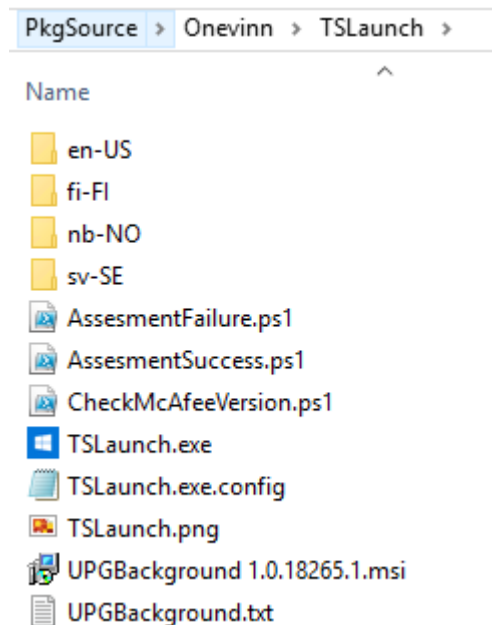 PkgSource > Onevinn > TSLaunch >
Name
en-US
fi-FI
nb-NO
sv-SE
AssesmentFailure.ps1
AssesmentSuccess.ps1
CheckMcAfeeVersion.ps1
TSLaunch.exe
TSLaunch.exe.config
TSLaunch.png
UPGBackground 1.0.18265.1.msi
UPGBackground.txt